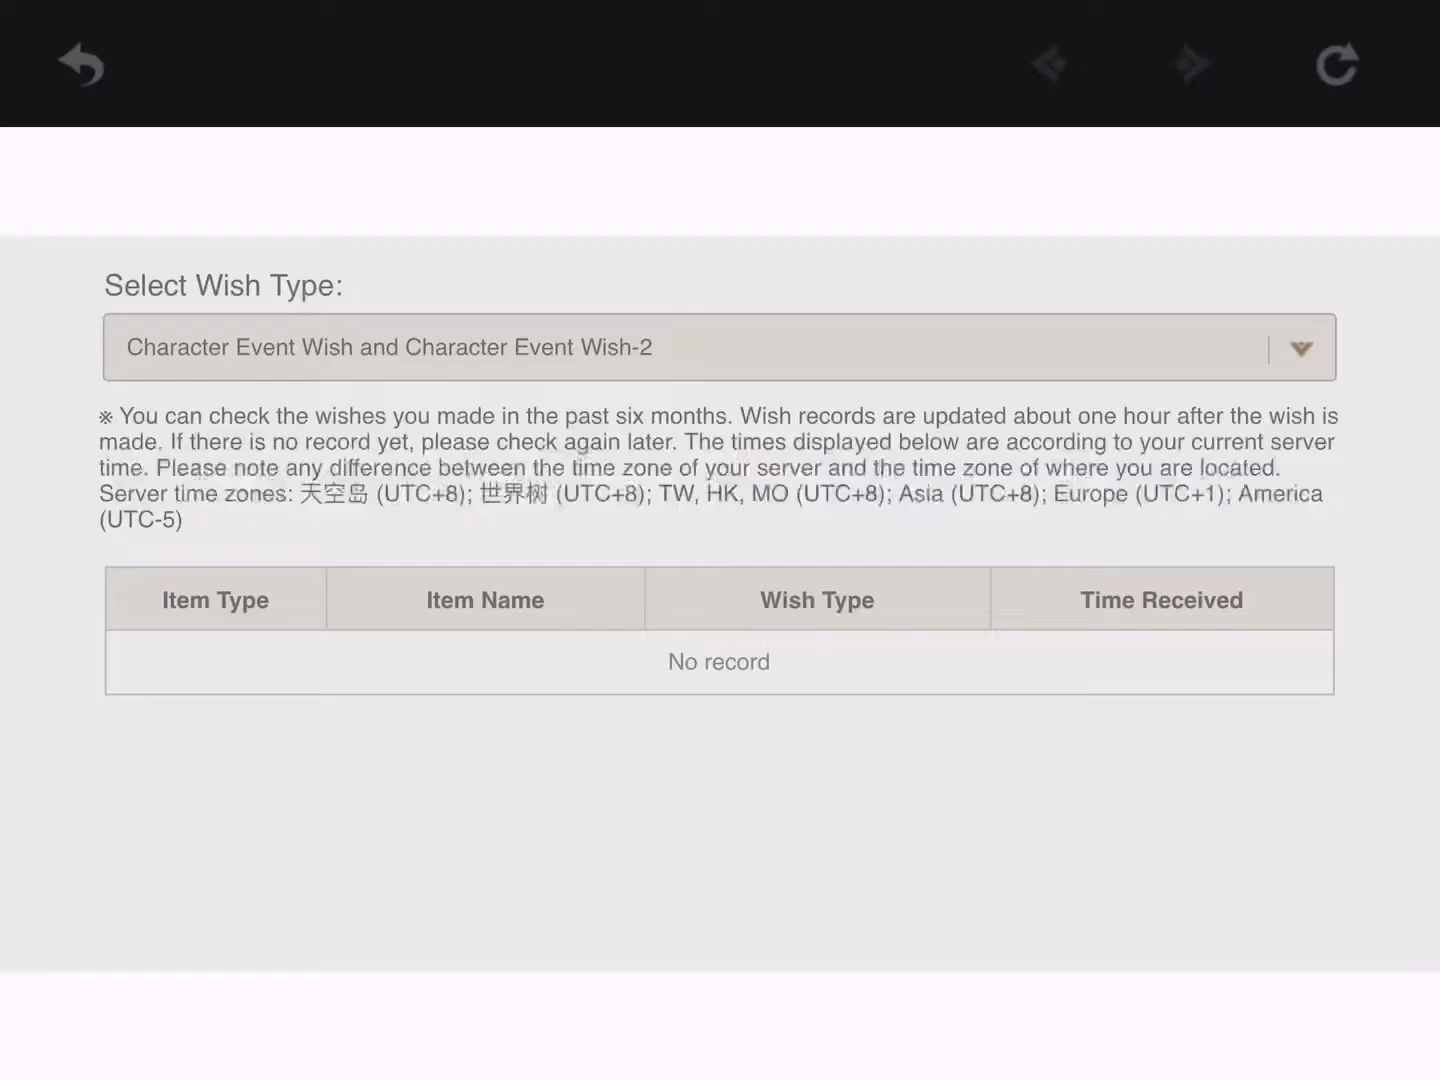 Select Wish Type:
Character Event Wish and Character Event Wish-2
※ You can check the wishes you made in the past six months. Wish records are updated about one hour after the wish is
made. If there is no record yet, please check again later. The times displayed below are according to your current server
time. Please note any difference between the time zone of your server and the time zone of where you are located.
Server time zones: 天空岛 (UTC+8); 世界树 (UTC+8); TW, HK, MO (UTC+8); Asia (UTC+8); Europe (UTC+1); America
(UTC-5)
Item Type Item Name Wish Type Time Received
No record